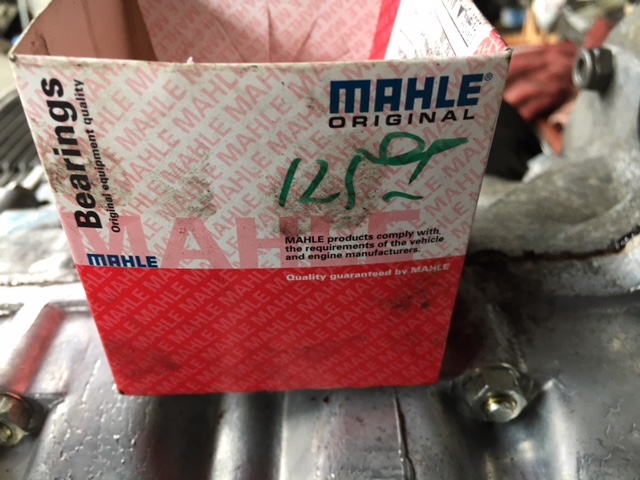 Bearings
Original equipment quality
MAHLE
MAHLE®
ORIGINAL
MAHLE products comply with
the requirements of the vehicle
and engine manufacturers.
Quality guaranteed by MAHLE
MAHLE